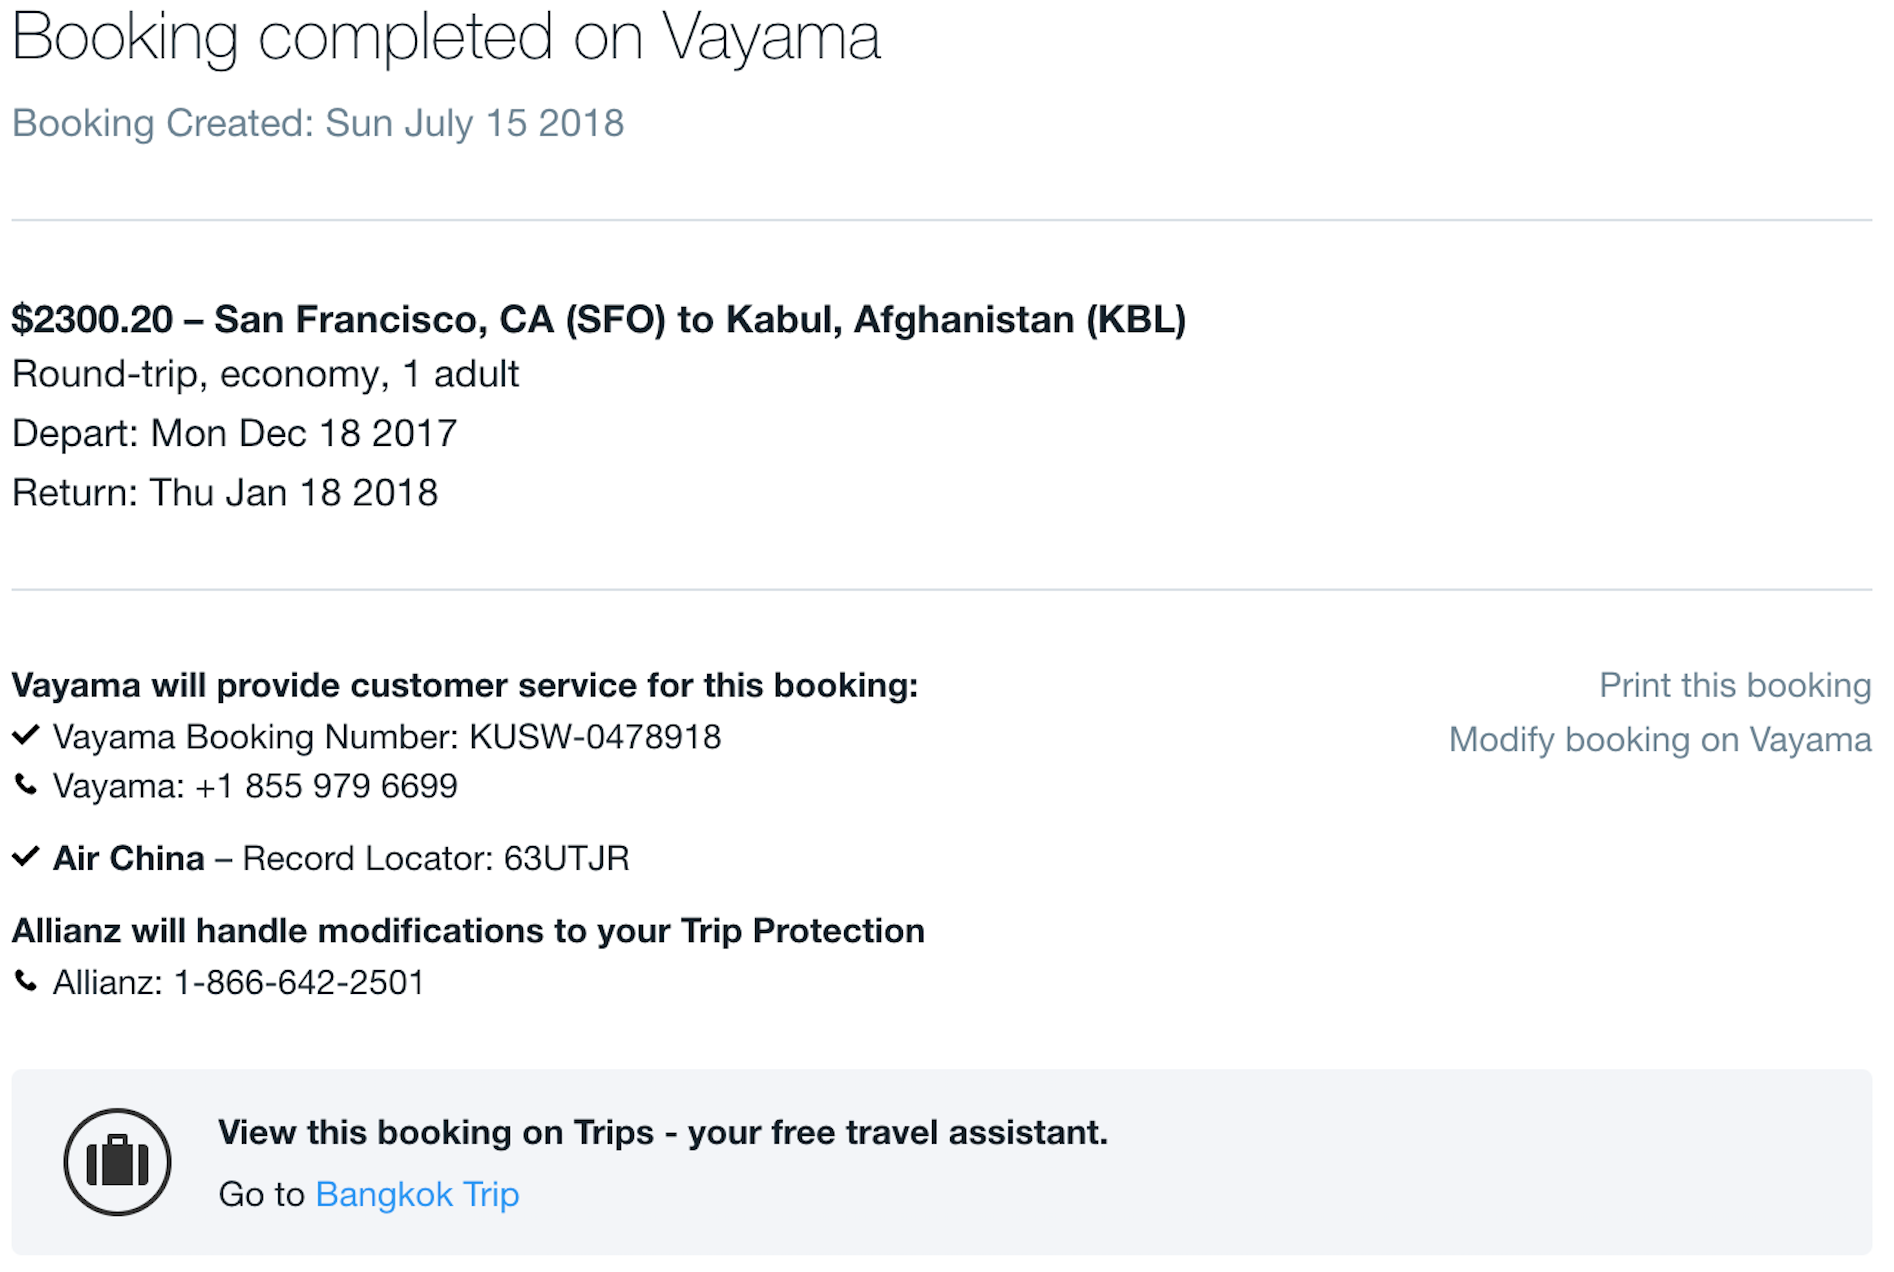 Booking completed on Vayama
Booking Created: Sun July 15 2018
$2300.20 – San Francisco, CA (SFO) to Kabul, Afghanistan (KBL)
Round-trip, economy, 1 adult
Depart: Mon Dec 18 2017
Return: Thu Jan 18 2018
Vayama will provide customer service for this booking:
Vayama Booking Number: KUSW-0478918
Vayama: +1 855 979 6699
Air China – Record Locator: 63UTJR
Allianz will handle modifications to your Trip Protection
Allianz: 1-866-642-2501
Print this booking
Modify booking on Vayama
View this booking on Trips - your free travel assistant.
Go to Bangkok Trip